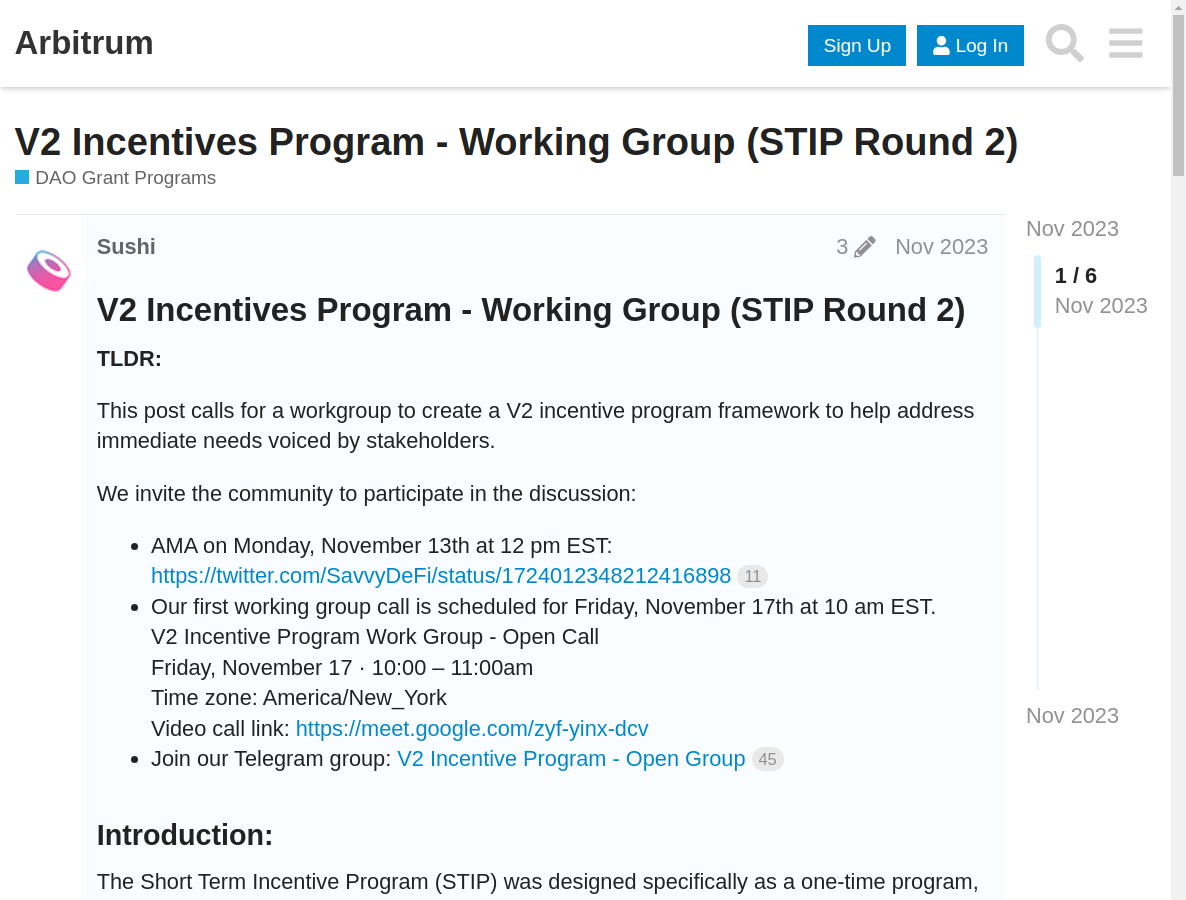 Arbitrum
Sign Up
Log In
V2 Incentives Program - Working Group (STIP Round 2)
DAO Grant Programs
Sushi
3
Nov 2023
V2 Incentives Program - Working Group (STIP Round 2)
TLDR:
This post calls for a workgroup to create a V2 incentive program framework to help address
immediate needs voiced by stakeholders.
We invite the community to participate in the discussion:
AMA on Monday, November 13th at 12 pm EST:
https://twitter.com/SavvyDeFi/status/1724012348212416898 11
Our first working group call is scheduled for Friday, November 17th at 10 am EST.
V2 Incentive Program Work Group - Open Call
Friday, November 17 · 10:00 – 11:00am
Time zone: America/New_York
Video call link: https://meet.google.com/zyf-yinx-dcv
Join our Telegram group: V2 Incentive Program - Open Group 45
Introduction:
The Short Term Incentive Program (STIP) was designed specifically as a one-time program,
Nov 2023
1 / 6
Nov 2023
Nov 2023